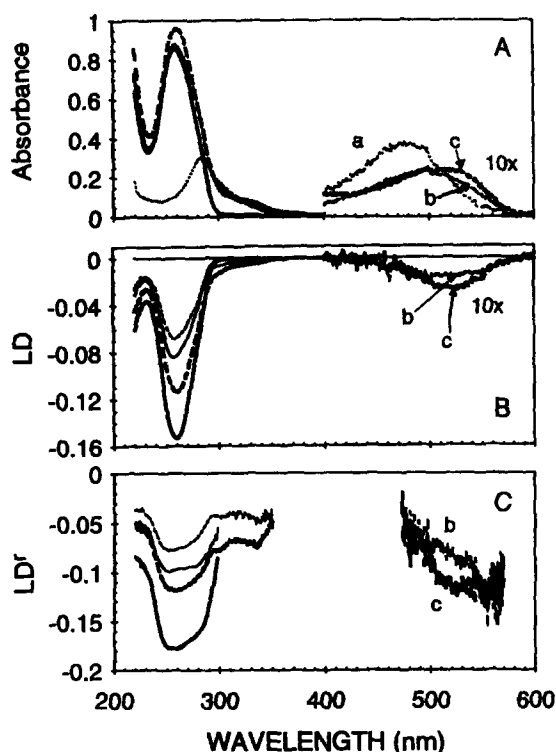 1
0.8
0.6
0.4
0.2
0
Absorbance
A
a
c
b
10x
0
-0.04
-0.08
-0.12
-0.16
LD
b
c
10x
B
0
-0.05
-0.1
-0.15
-0.2
LDʳ
C
b
c
200 300 400 500 600
WAVELENGTH (nm)